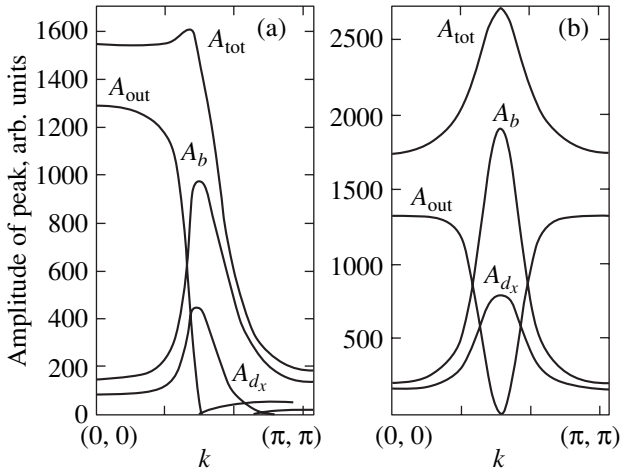 Amplitude of peak, arb. units
1600
1400
1200
1000
800
600
400
200
0
(a)
A_tot
A_out
A_b
A_{d_x}
(0, 0)
(π, π)
k
2500
2000
1500
1000
500
(b)
A_tot
A_b
A_out
A_{d_x}
(0, 0)
(π, π)
k